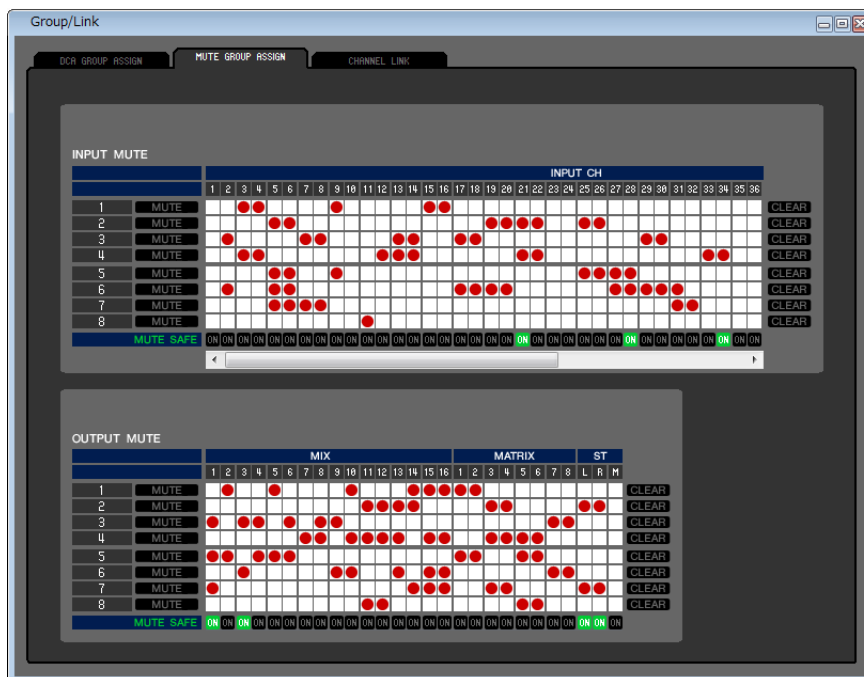 Group/Link
DCA GROUP ASSIGN MUTE GROUP ASSIGN CHANNEL LINK
INPUT MUTE
INPUT CH
1 2 3 4 5 6 7 8 9 10 11 12 13 14 15 16 17 18 19 20 21 22 23 24 25 26 27 28 29 30 31 32 33 34 35 36
1 MUTE CLEAR
2 MUTE CLEAR
3 MUTE CLEAR
4 MUTE CLEAR
5 MUTE CLEAR
6 MUTE CLEAR
7 MUTE CLEAR
8 MUTE CLEAR
MUTE SAFE ON ON ON ON ON ON ON ON ON ON ON ON ON ON ON ON ON ON ON ON ON ON ON ON ON ON ON ON ON ON ON ON ON ON ON ON
OUTPUT MUTE
MIX MATRIX ST
1 2 3 4 5 6 7 8 9 10 11 12 13 14 15 16 1 2 3 4 5 6 7 8 L R M
1 MUTE CLEAR
2 MUTE CLEAR
3 MUTE CLEAR
4 MUTE CLEAR
5 MUTE CLEAR
6 MUTE CLEAR
7 MUTE CLEAR
8 MUTE CLEAR
MUTE SAFE ON ON ON ON ON ON ON ON ON ON ON ON ON ON ON ON ON ON ON ON ON ON ON ON ON ON ON